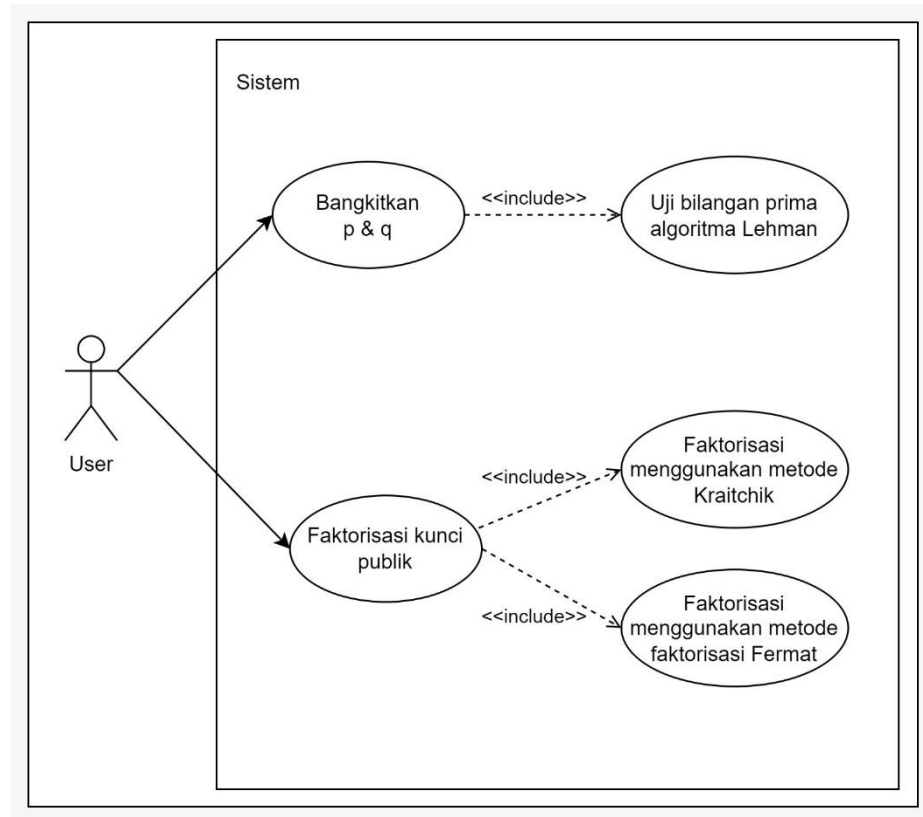 Sistem
Bangkitkan
p & q
<<include>>
Uji bilangan prima
algoritma Lehman
User
Faktorisasi kunci
publik
<<include>>
Faktorisasi
menggunakan metode
Kraitchik
<<include>>
Faktorisasi
menggunakan metode
faktorisasi Fermat